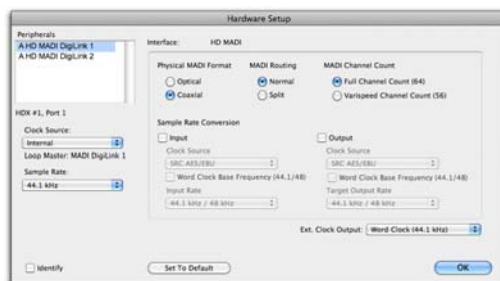 Hardware Setup
Peripherals
A HD MADI DigiLink 1
A HD MADI DigiLink 2
HDX #1, Port 1
Clock Source:
Internal
Loop Master: MADI DigiLink 1
Sample Rate:
44.1 kHz
Identify
Interface: HD MADI
Physical MADI Format
Optical
Coaxial
MADI Routing
Normal
Split
MADI Channel Count
Full Channel Count (64)
Varispeed Channel Count (56)
Sample Rate Conversion
Input
Clock Source
SRC AES/EBU
Word Clock Base Frequency (44.1/48)
Input Rate
44.1 kHz / 48 kHz
Output
Clock Source
SRC AES/EBU
Word Clock Base Frequency (44.1/48)
Target Output Rate
44.1 kHz / 48 kHz
Ext. Clock Output: Word Clock (44.1 kHz)
Set To Default
OK